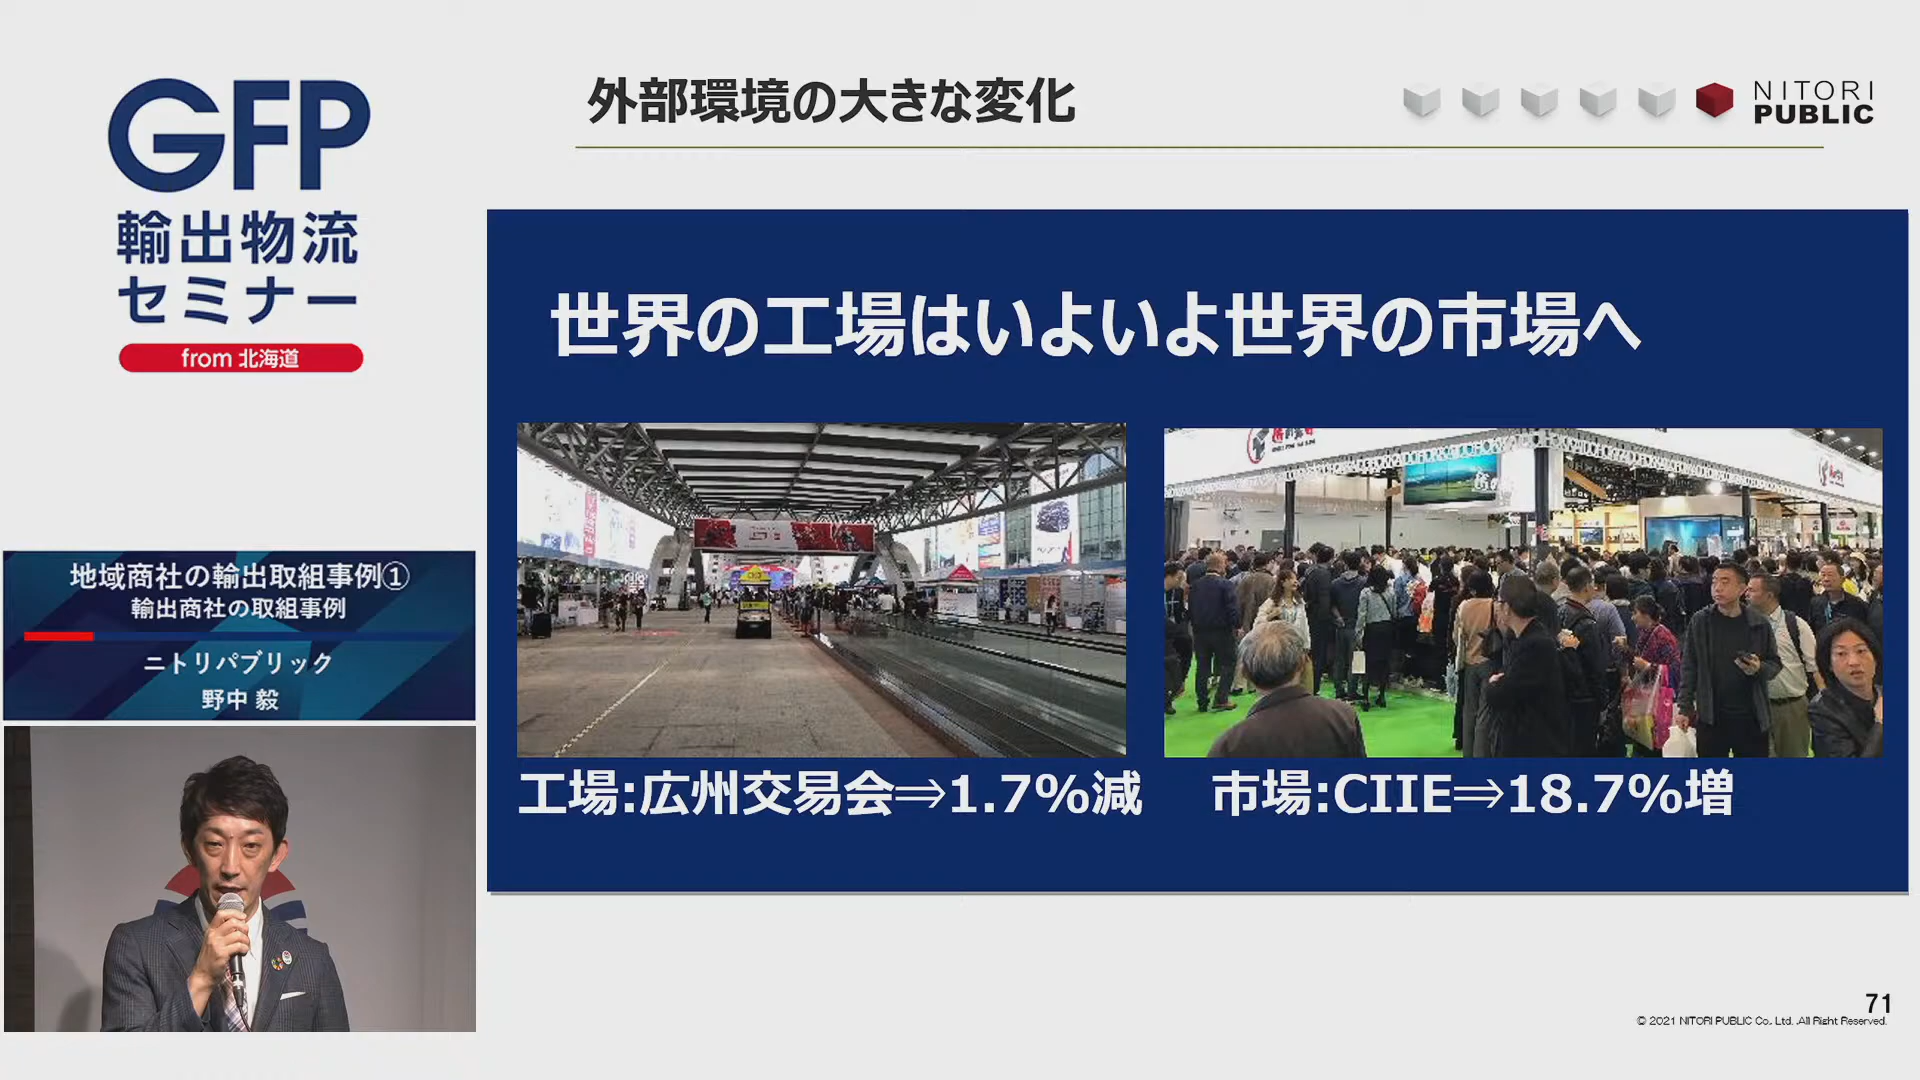 GFP
輸出物流
セミナー
from 北海道
外部環境の大きな変化
NITORI
PUBLIC
世界の工場はいよいよ世界の市場へ
工場:広州交易会⇒1.7%減
市場:CIIE⇒18.7%増
地域商社の輸出取組事例①
輸出商社の取組事例
ニトリパブリック
野中 毅
71
© 2021 NITORI PUBLIC Co., Ltd. All Right Reserved.